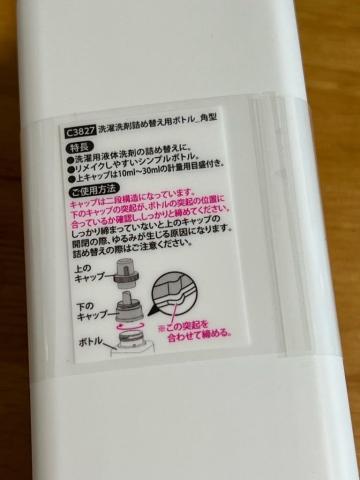 C3827 洗濯洗剤詰め替え用ボトル_角型
特長
●洗濯用液体洗剤の詰め替えに。
●リメイクしやすいシンプルボトル。
●上キャップは10ml〜30mlの計量用目盛付き。
ご使用方法
キャップは二段構造になっています。
下のキャップの突起が、ボトルの突起の位置に
合っているか確認し、しっかりと締めてください。
しっかり締まっていないと上のキャップの
開閉の際、ゆるみが生じる原因になります。
詰め替えの際はご注意ください。
上の
キャップ
下の
キャップ
ボトル
※この突起を
合わせて締める。